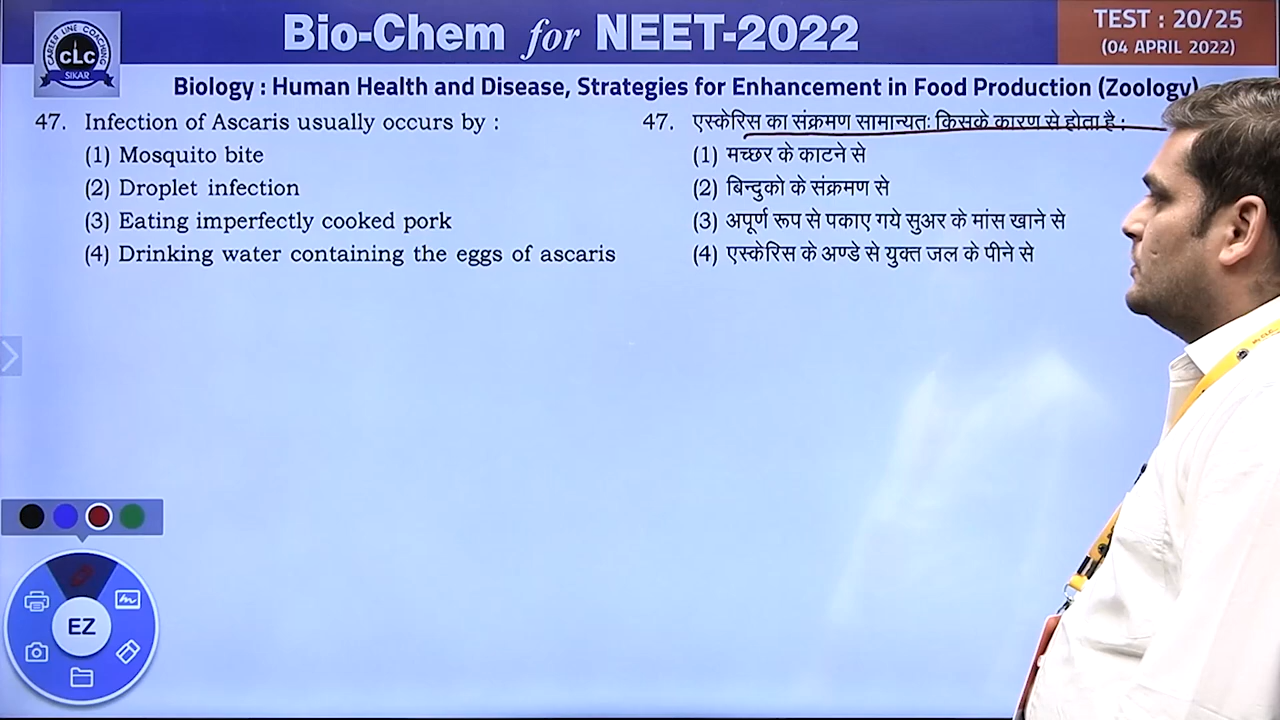 Bio-Chem for NEET-2022
TEST : 20/25
(04 APRIL 2022)
CAREER LINE COACHING
CLC
SIKAR
Biology : Human Health and Disease, Strategies for Enhancement in Food Production (Zoology)
47. Infection of Ascaris usually occurs by :
(1) Mosquito bite
(2) Droplet infection
(3) Eating imperfectly cooked pork
(4) Drinking water containing the eggs of ascaris
47. एस्केरिस का संक्रमण सामान्यतः किसके कारण से होता है :
(1) मच्छर के काटने से
(2) बिन्दुको के संक्रमण से
(3) अपूर्ण रूप से पकाए गये सुअर के मांस खाने से
(4) एस्केरिस के अण्डे से युक्त जल के पीने से
EZ